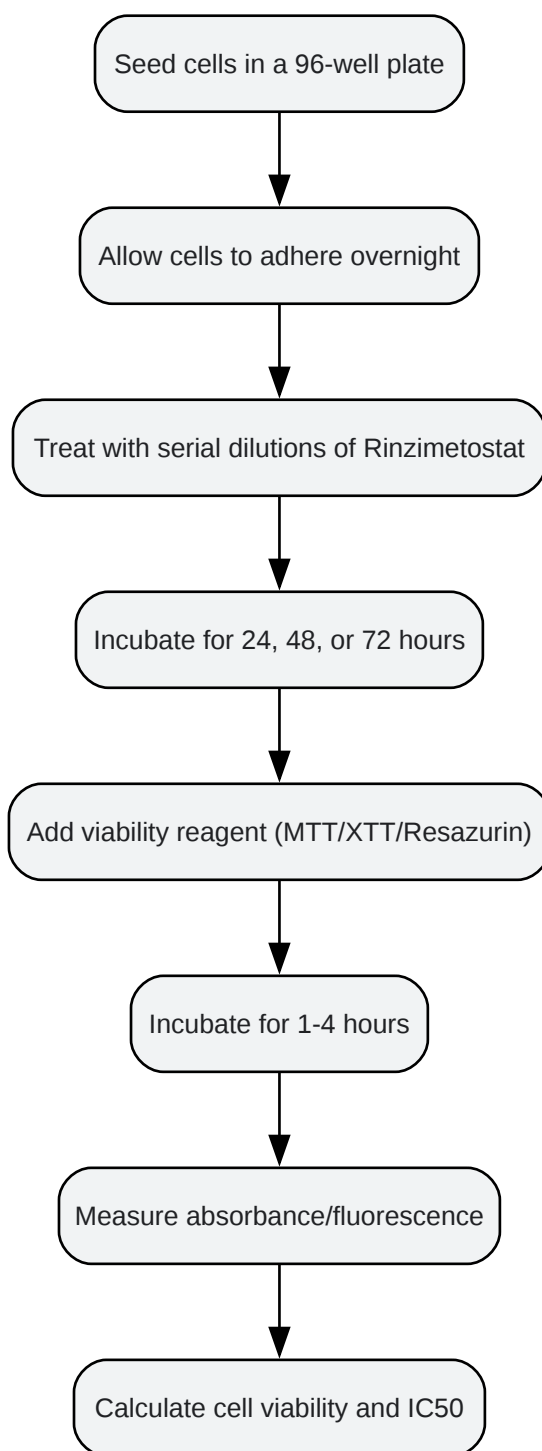 Seed cells in a 96-well plate
Allow cells to adhere overnight
Treat with serial dilutions of Rinzimetostat
Incubate for 24, 48, or 72 hours
Add viability reagent (MTT/XTT/Resazurin)
Incubate for 1-4 hours
Measure absorbance/fluorescence
Calculate cell viability and IC50